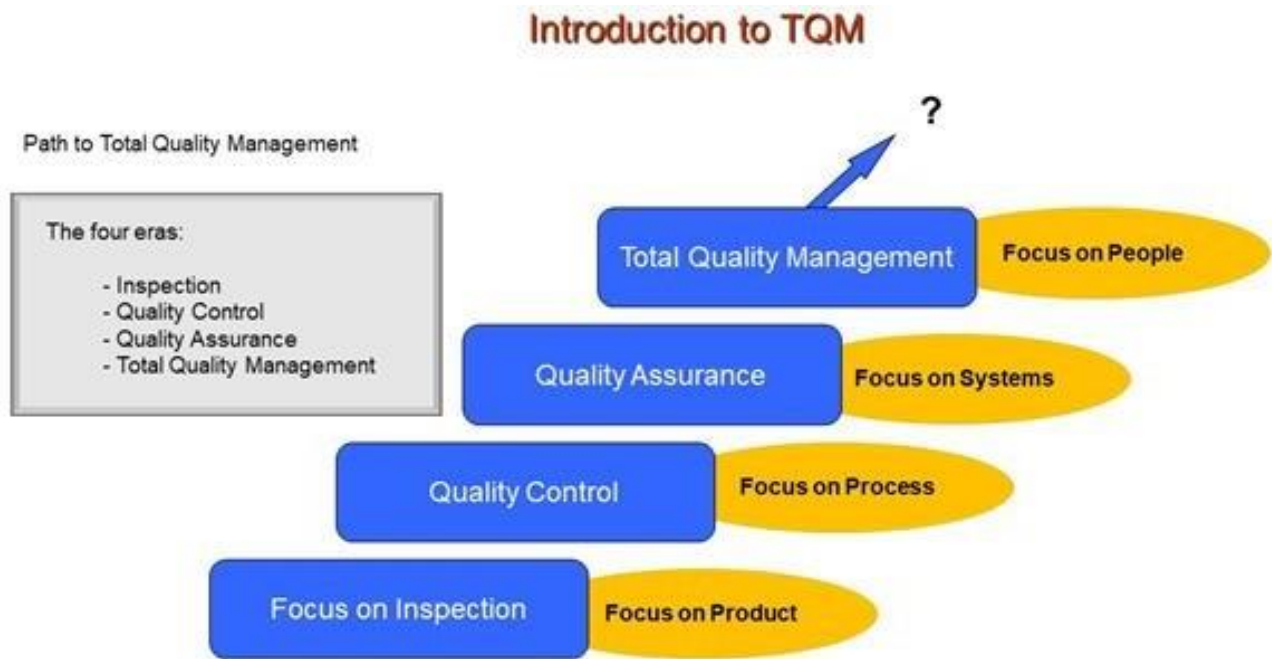 Introduction to TQM
?
Path to Total Quality Management
The four eras:
- Inspection
- Quality Control
- Quality Assurance
- Total Quality Management
Total Quality Management
Focus on People
Quality Assurance
Focus on Systems
Quality Control
Focus on Process
Focus on Inspection
Focus on Product